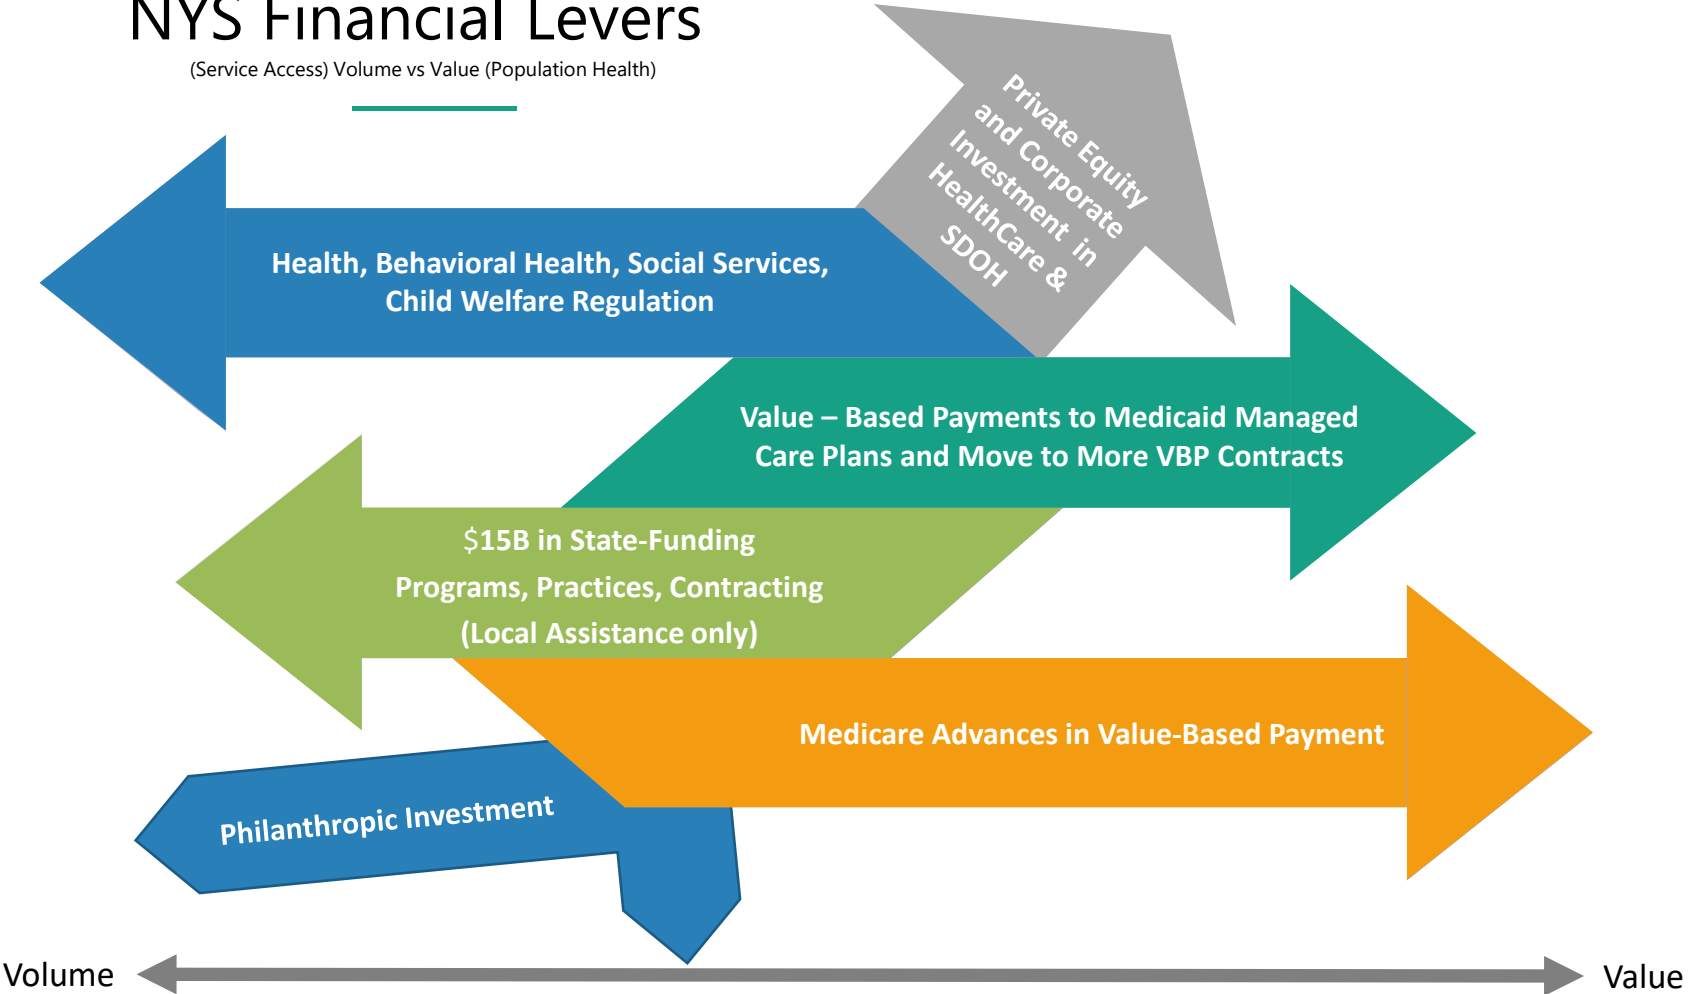 NYS Financial Levers
(Service Access) Volume vs Value (Population Health)
Private Equity
and Corporate
Investment in
HealthCare &
SDOH
Health, Behavioral Health, Social Services,
Child Welfare Regulation
Value – Based Payments to Medicaid Managed
Care Plans and Move to More VBP Contracts
$15B in State-Funding
Programs, Practices, Contracting
(Local Assistance only)
Medicare Advances in Value-Based Payment
Philanthropic Investment
Volume
Value